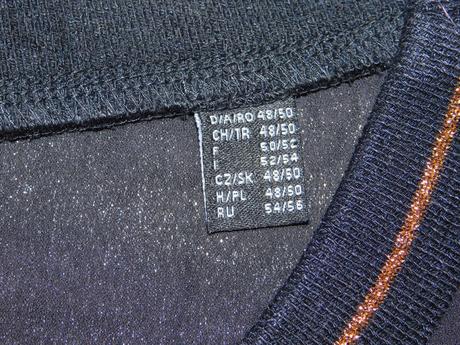 D/A/RO 48/50
CH/TR 48/50
F 50/52
I 52/54
CZ/SK 48/50
H/PL 48/50
RU 54/56